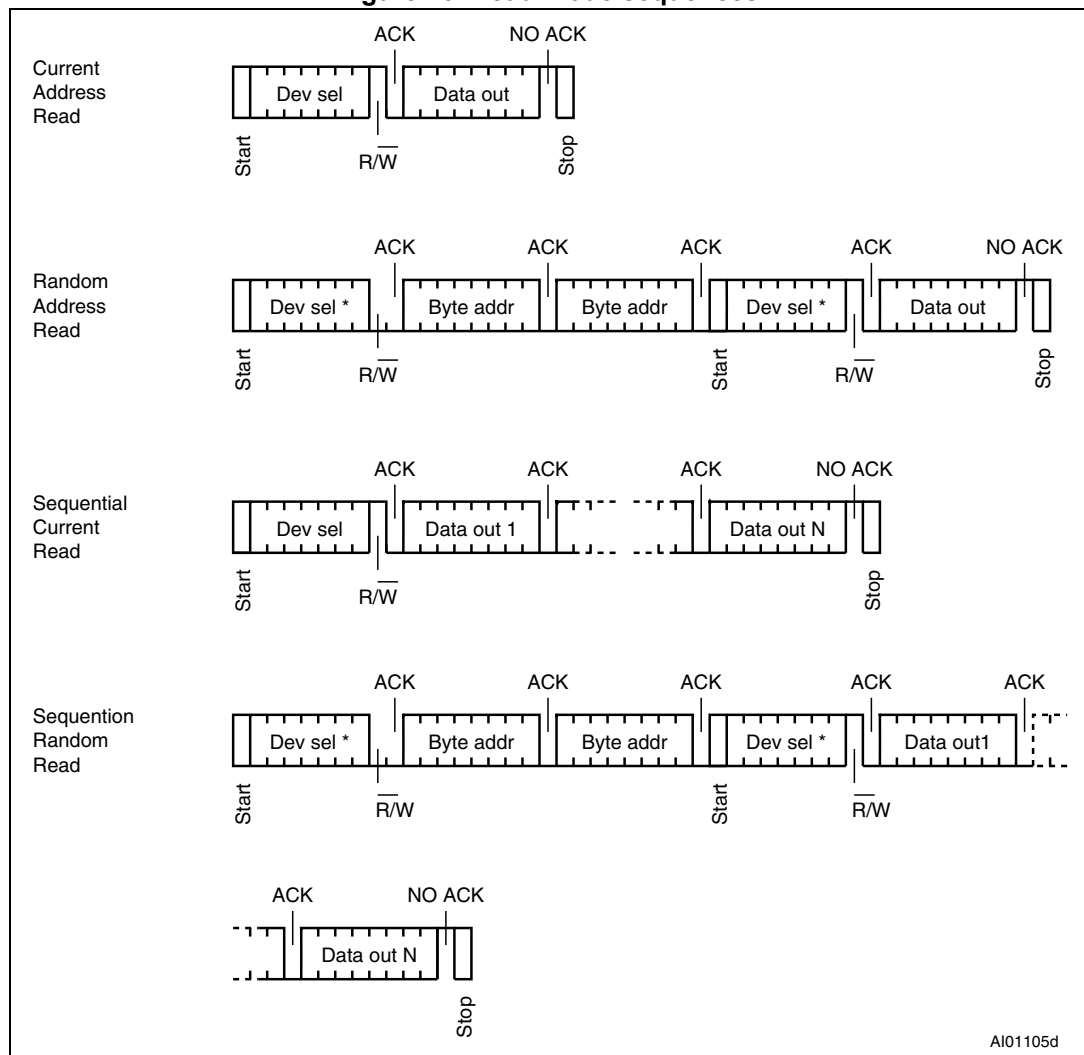 ACK NO ACK
Current
Address
Read
Dev sel Data out
Start R/W Stop
ACK ACK ACK ACK NO ACK
Random
Address
Read
Dev sel * Byte addr Byte addr Dev sel * Data out
Start R/W Start R/W Stop
ACK ACK ACK NO ACK
Sequential
Current
Read
Dev sel Data out 1 Data out N
Start R/W Stop
ACK ACK ACK ACK ACK
Sequention
Random
Read
Dev sel * Byte addr Byte addr Dev sel * Data out1
Start R/W Start R/W
ACK NO ACK
Data out N
Stop
AI01105d